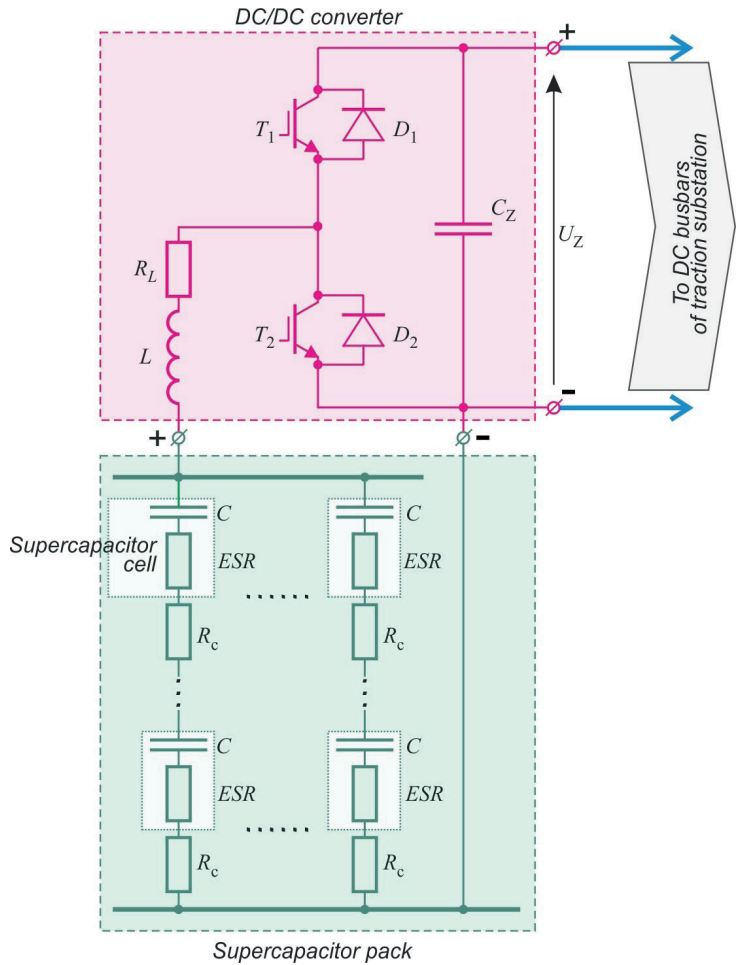 DC/DC converter
+
T1
D1
To DC busbars
of traction substation
CZ
UZ
RL
L
T2
D2
-
+
-
C
C
Supercapacitor
cell
ESR
ESR
......
Rc
Rc
C
C
ESR
ESR
......
Rc
Rc
Supercapacitor pack